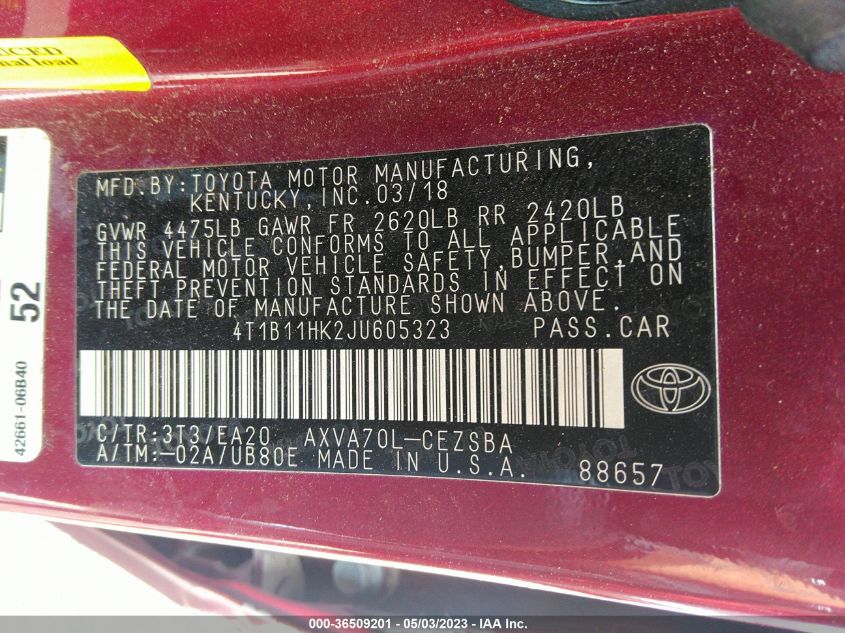 UCED
nal load
52
42661-06B40
MFD.BY:TOYOTA MOTOR MANUFACTURING,
KENTUCKY,INC.03/18
GVWR 4475LB GAWR FR 2620LB RR 2420LB
THIS VEHICLE CONFORMS TO ALL APPLICABLE
FEDERAL MOTOR VEHICLE SAFETY,BUMPER,AND
THEFT PREVENTION STANDARDS IN EFFECT ON
THE DATE OF MANUFACTURE SHOWN ABOVE.
4T1B11HK2JU605323 PASS.CAR
C/TR:3T3/EA20 AXVA70L-CEZSBA
A/TM:-02A/UB80E MADE IN U.S.A. 88657
000-36509201 - 05/03/2023 - IAA Inc.